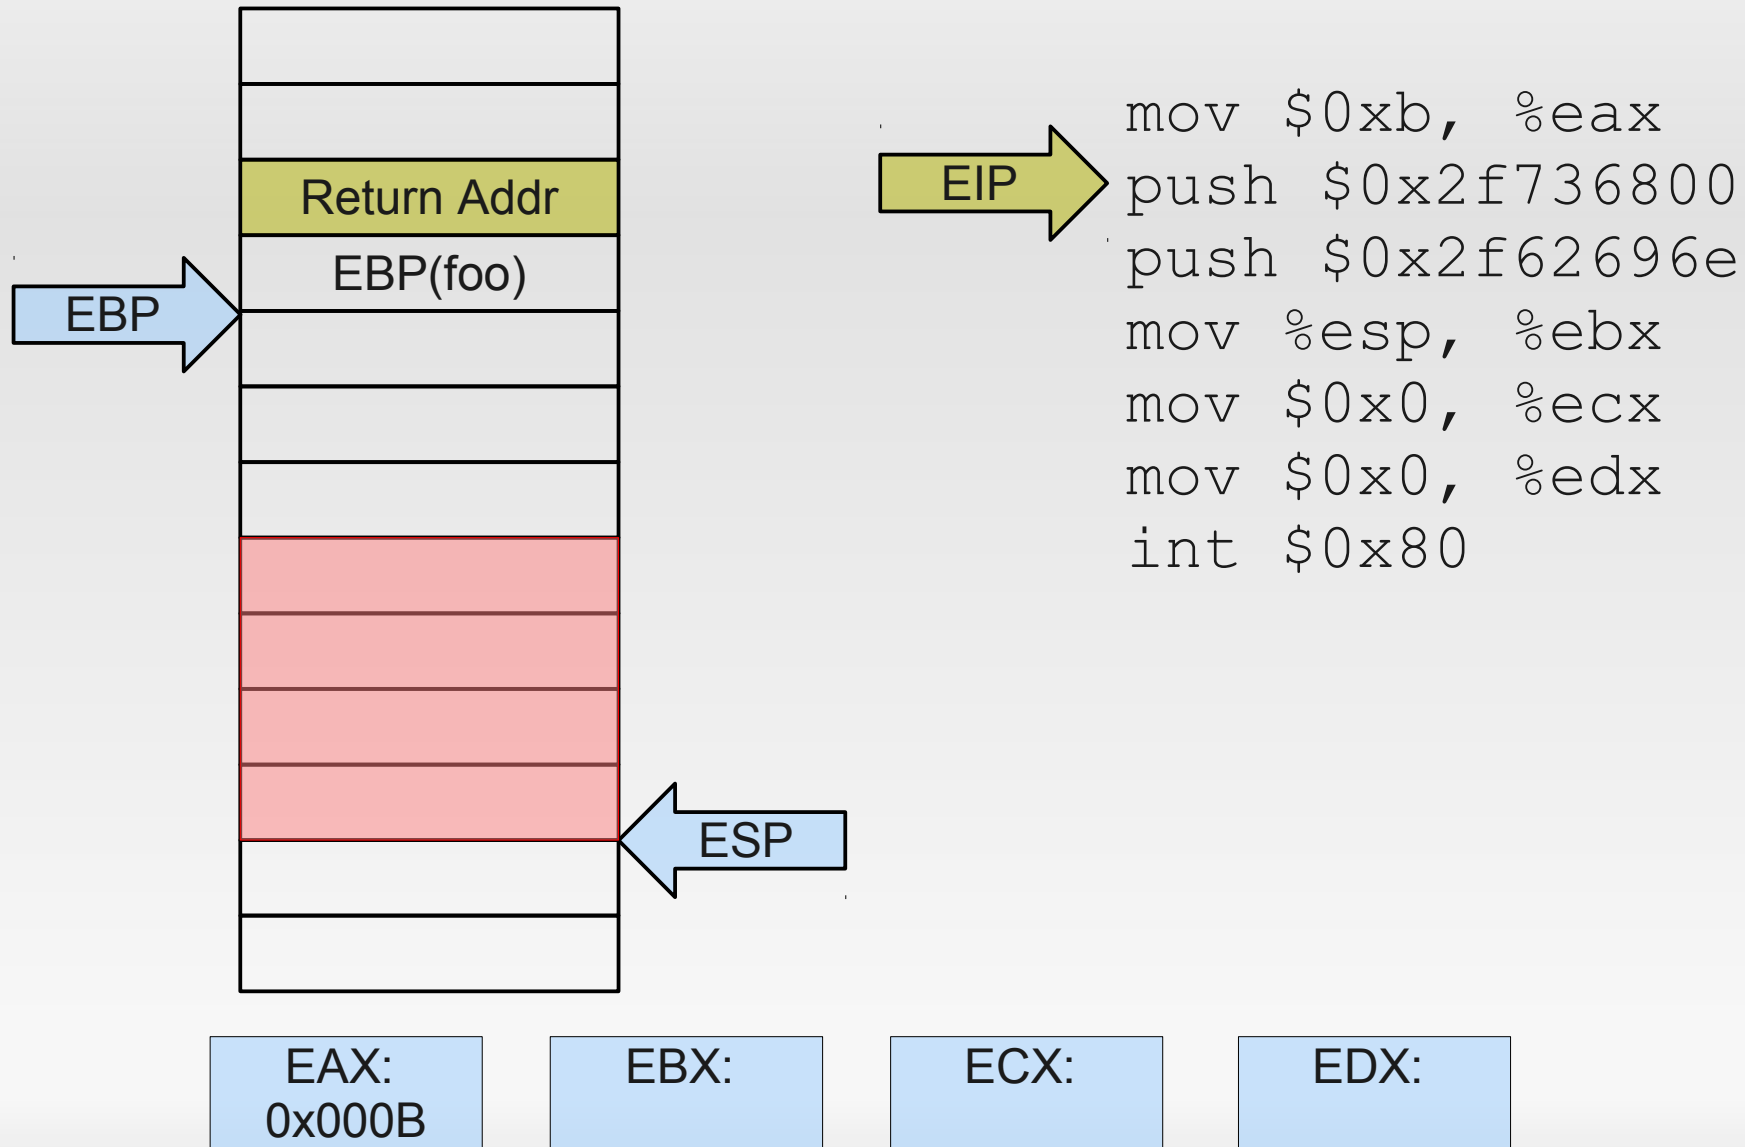 Return Addr
EBP(foo)
EBP
ESP
EIP
mov $0xb, %eax
push $0x2f736800
push $0x2f62696e
mov %esp, %ebx
mov $0x0, %ecx
mov $0x0, %edx
int $0x80
EAX:
0x000B
EBX:
ECX:
EDX: